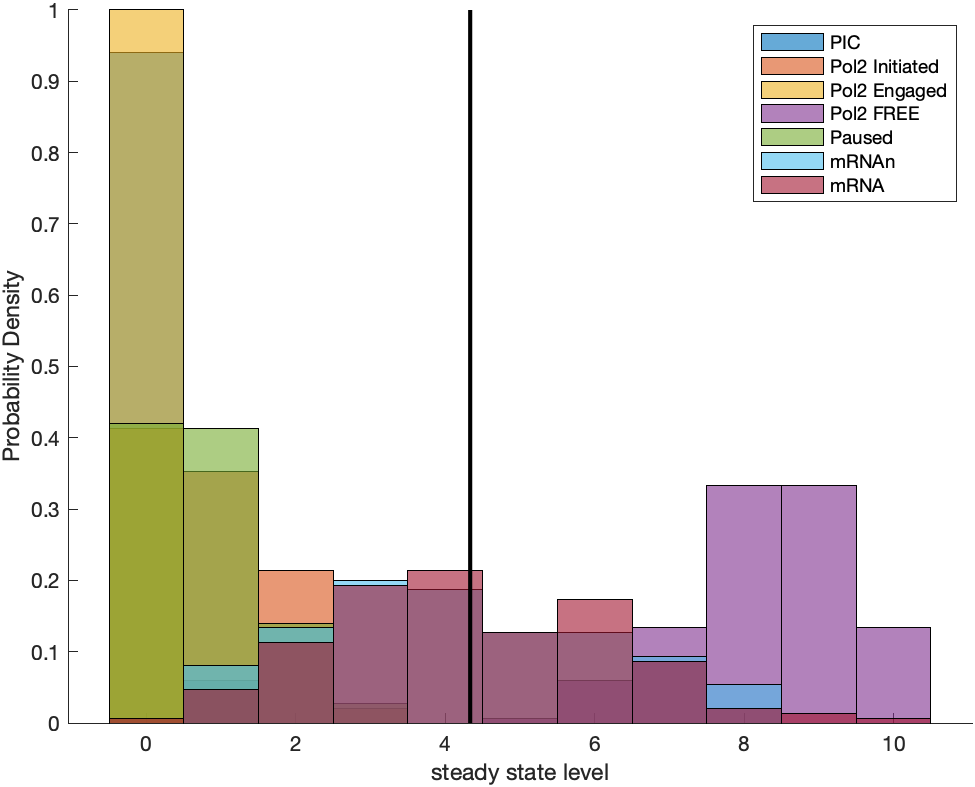 1
0.9
0.8
0.7
0.6
0.5
0.4
0.3
0.2
0.1
0
Probability Density
0 2 4 6 8 10
steady state level
PIC
Pol2 Initiated
Pol2 Engaged
Pol2 FREE
Paused
mRNAn
mRNA